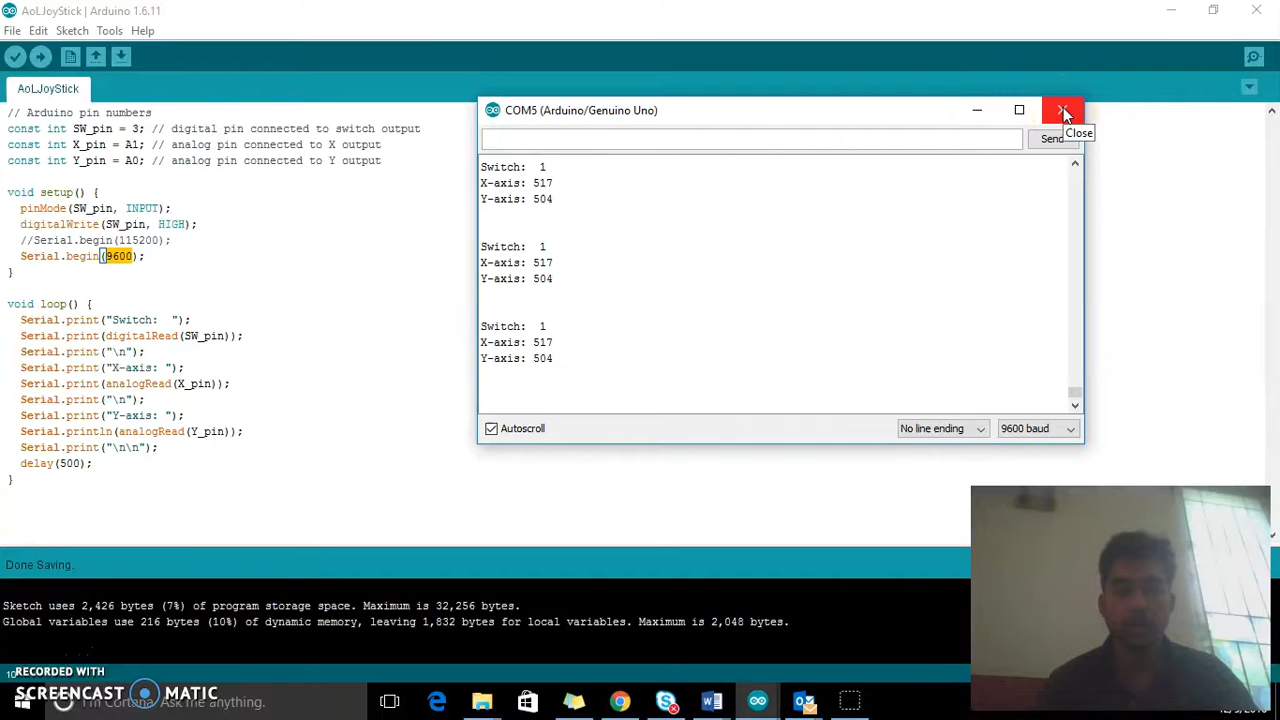 AoLJoyStick | Arduino 1.6.11
File Edit Sketch Tools Help
AoLJoyStick
// Arduino pin numbers
const int SW_pin = 3; // digital pin connected to switch output
const int X_pin = A1; // analog pin connected to X output
const int Y_pin = A0; // analog pin connected to Y output
void setup() {
pinMode(SW_pin, INPUT);
digitalWrite(SW_pin, HIGH);
//Serial.begin(115200);
Serial.begin(9600);
}
void loop() {
Serial.print("Switch:  ");
Serial.print(digitalRead(SW_pin));
Serial.print("\n");
Serial.print("X-axis: ");
Serial.print(analogRead(X_pin));
Serial.print("\n");
Serial.print("Y-axis: ");
Serial.println(analogRead(Y_pin));
Serial.print("\n\n");
delay(500);
}
COM5 (Arduino/Genuino Uno)
Close
Send
Switch:  1
X-axis: 517
Y-axis: 504
Switch:  1
X-axis: 517
Y-axis: 504
Switch:  1
X-axis: 517
Y-axis: 504
Autoscroll
No line ending
9600 baud
Done Saving.
Sketch uses 2,426 bytes (7%) of program storage space. Maximum is 32,256 bytes.
Global variables use 216 bytes (10%) of dynamic memory, leaving 1,832 bytes for local variables. Maximum is 2,048 bytes.
10
RECORDED WITH
SCREENCAST MATIC
I'm Cortana. Ask me anything.